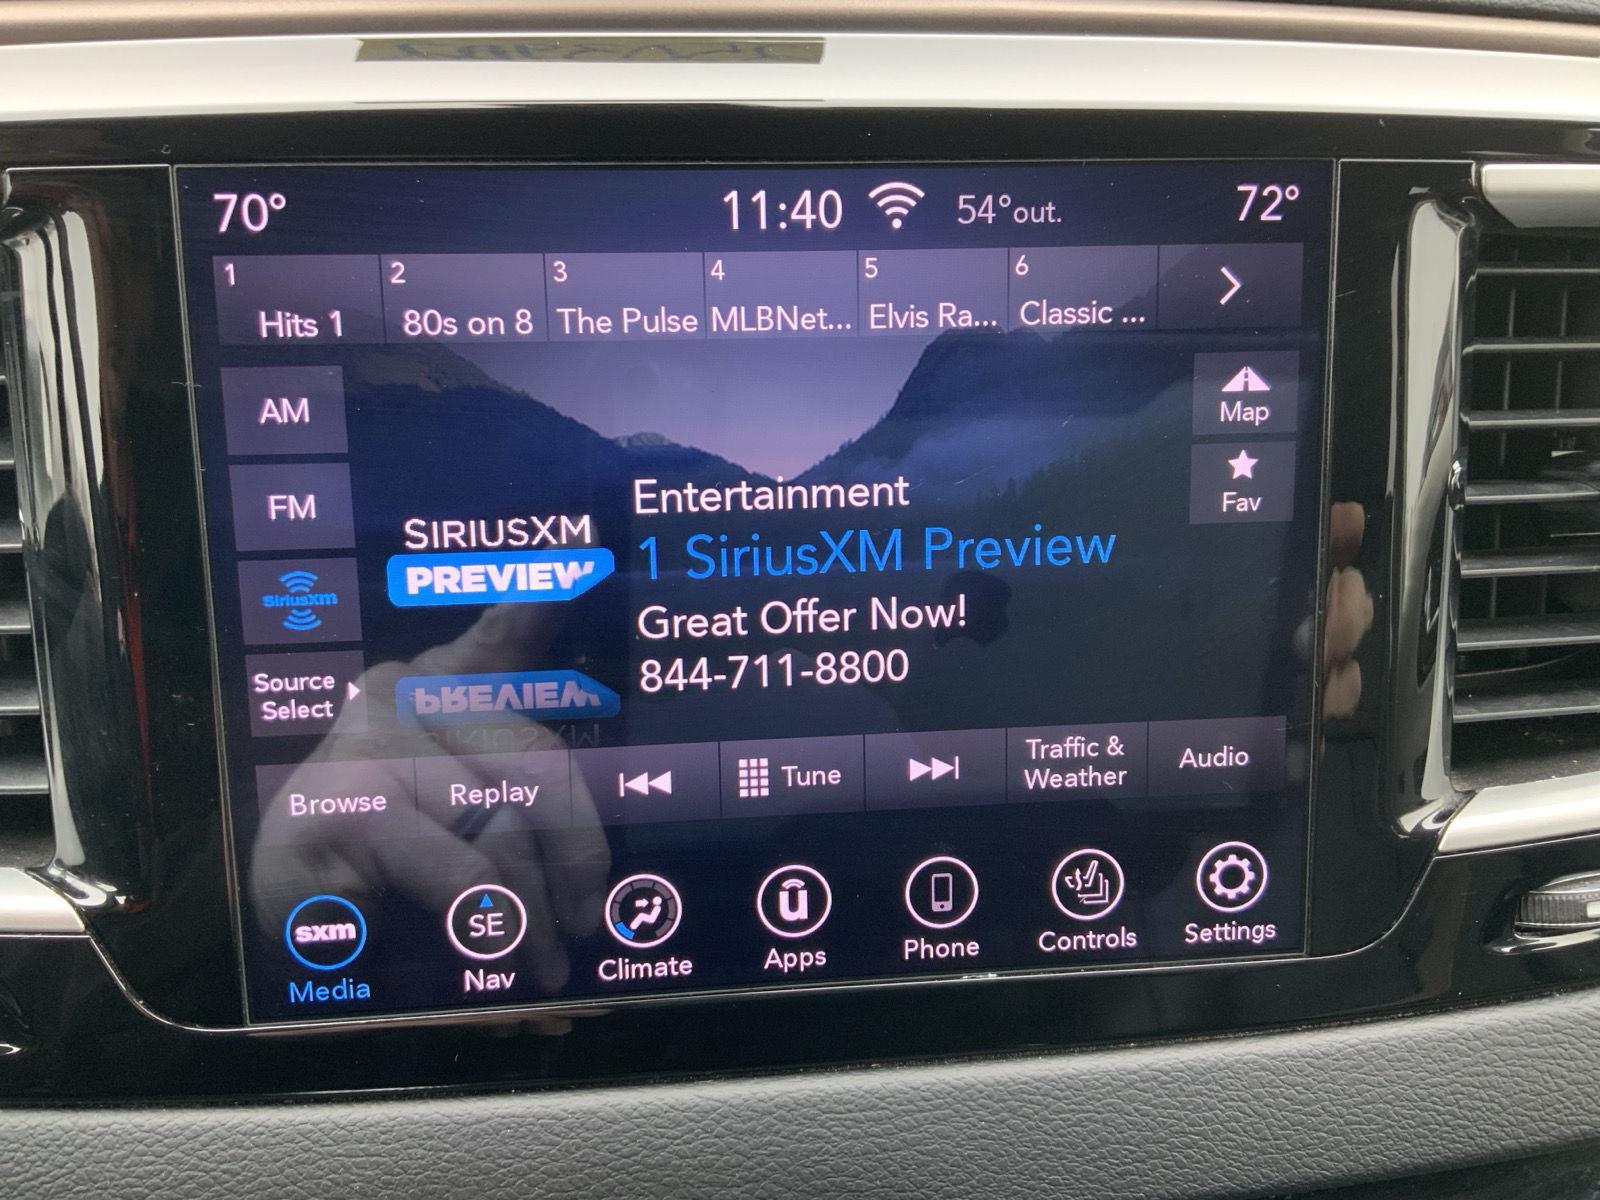 70° 11:40 54°out. 72°
1 2 3 4 5 6
Hits 1 80s on 8 The Pulse MLBNet... Elvis Ra... Classic ...
AM
Map
FM
Fav
SiriusXM
Source
Select
SIRIUSXM
PREVIEW
Entertainment
1 SiriusXM Preview
Great Offer Now!
844-711-8800
Browse Replay Tune Traffic &
Weather Audio
sxm SE u
Media Nav Climate Apps Phone Controls Settings